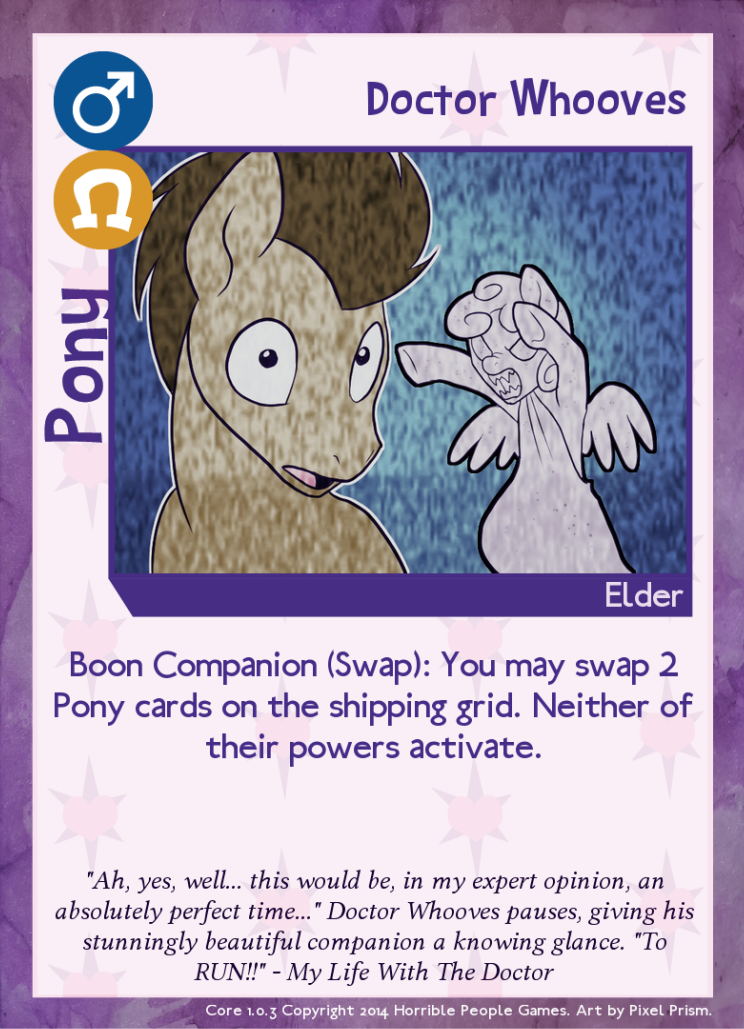 Doctor Whooves
Pony
Elder
Boon Companion (Swap): You may swap 2
Pony cards on the shipping grid. Neither of
their powers activate.
"Ah, yes, well... this would be, in my expert opinion, an
absolutely perfect time..." Doctor Whooves pauses, giving his
stunningly beautiful companion a knowing glance. "To
RUN!!" - My Life With The Doctor
Core 1.0.3 Copyright 2014 Horrible People Games. Art by Pixel Prism.